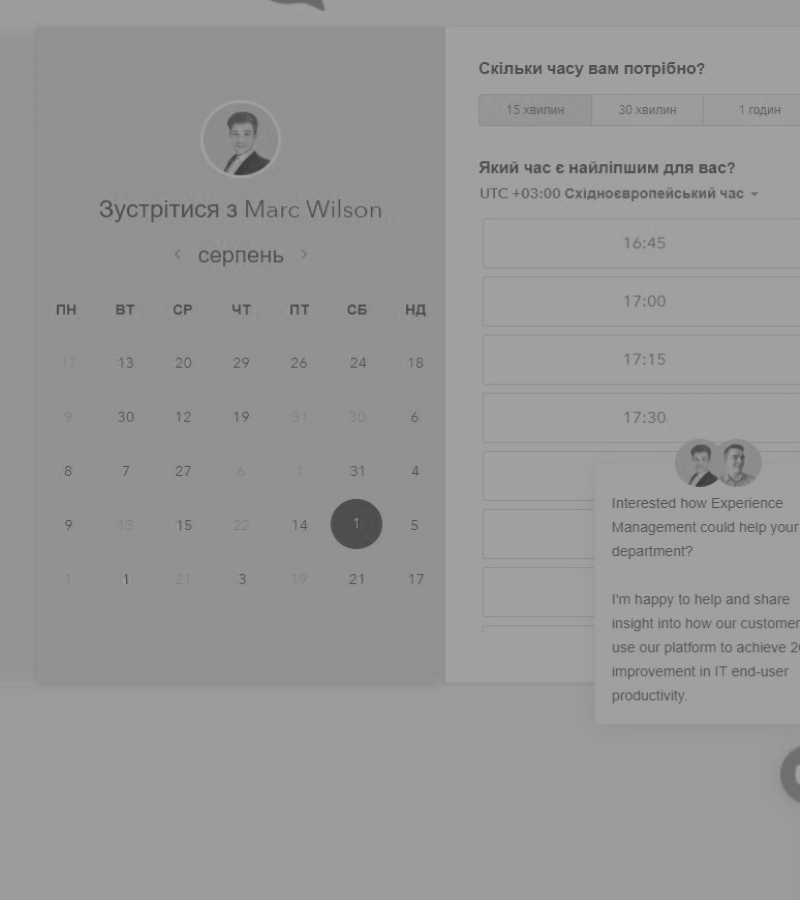 Зустрітися з Marc Wilson
серпень
ПН ВТ СР ЧТ ПТ СБ НД
17 13 20 29 26 24 18
9 30 12 19 31 30 6
8 7 27 6 1 31 4
9 13 15 22 14 1 5
1 1 21 3 19 21 17
Скільки часу вам потрібно?
15 хвилин 30 хвилин 1 годин
Який час є найліпшим для вас?
UTC +03:00 Східноєвропейський час
16:45
17:00
17:15
17:30
Interested how Experience
Management could help your
department?
I'm happy to help and share
insight into how our customer
use our platform to achieve 2
improvement in IT end-user
productivity.